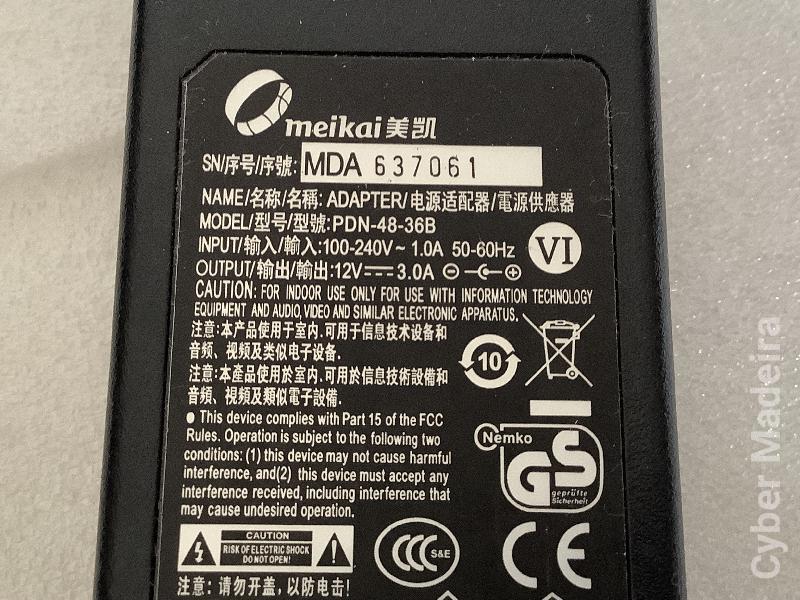 meikai美凯
SN/序号/序號: MDA 637061
NAME/名称/名稱: ADAPTER/电源适配器/電源供應器
MODEL/型号/型號:PDN-48-36B
INPUT/输入/輸入:100-240V~ 1.0A 50-60Hz
VI
OUTPUT/输出/輸出:12V⎓3.0A
CAUTION: FOR INDOOR USE ONLY FOR USE WITH INFORMATION TECHNOLOGY
EQUIPMENT AND AUDIO, VIDEO AND SIMILAR ELECTRONIC APPARATUS.
注意:本产品使用于室内.可用于信息技术设备和
音频、视频及类似电子设备.
注意:本產品使用於室内.可用於信息技術設備和
音頻、視頻及類似電子設備.
10
● This device complies with Part 15 of the FCC
Rules. Operation is subject to the following two
conditions: (1) this device may not cause harmful
interference, and(2) this device must accept any
interference received, including interference that
may cause undesired operation.
Nemko
GS
geprüfte
Sicherheit
CAUTION
RISK OF ELECTRIC SHOCK
DO NOT OPEN!
注意: 请勿开盖, 以防电击!
CCC S&E
CE
Cyber Madeira